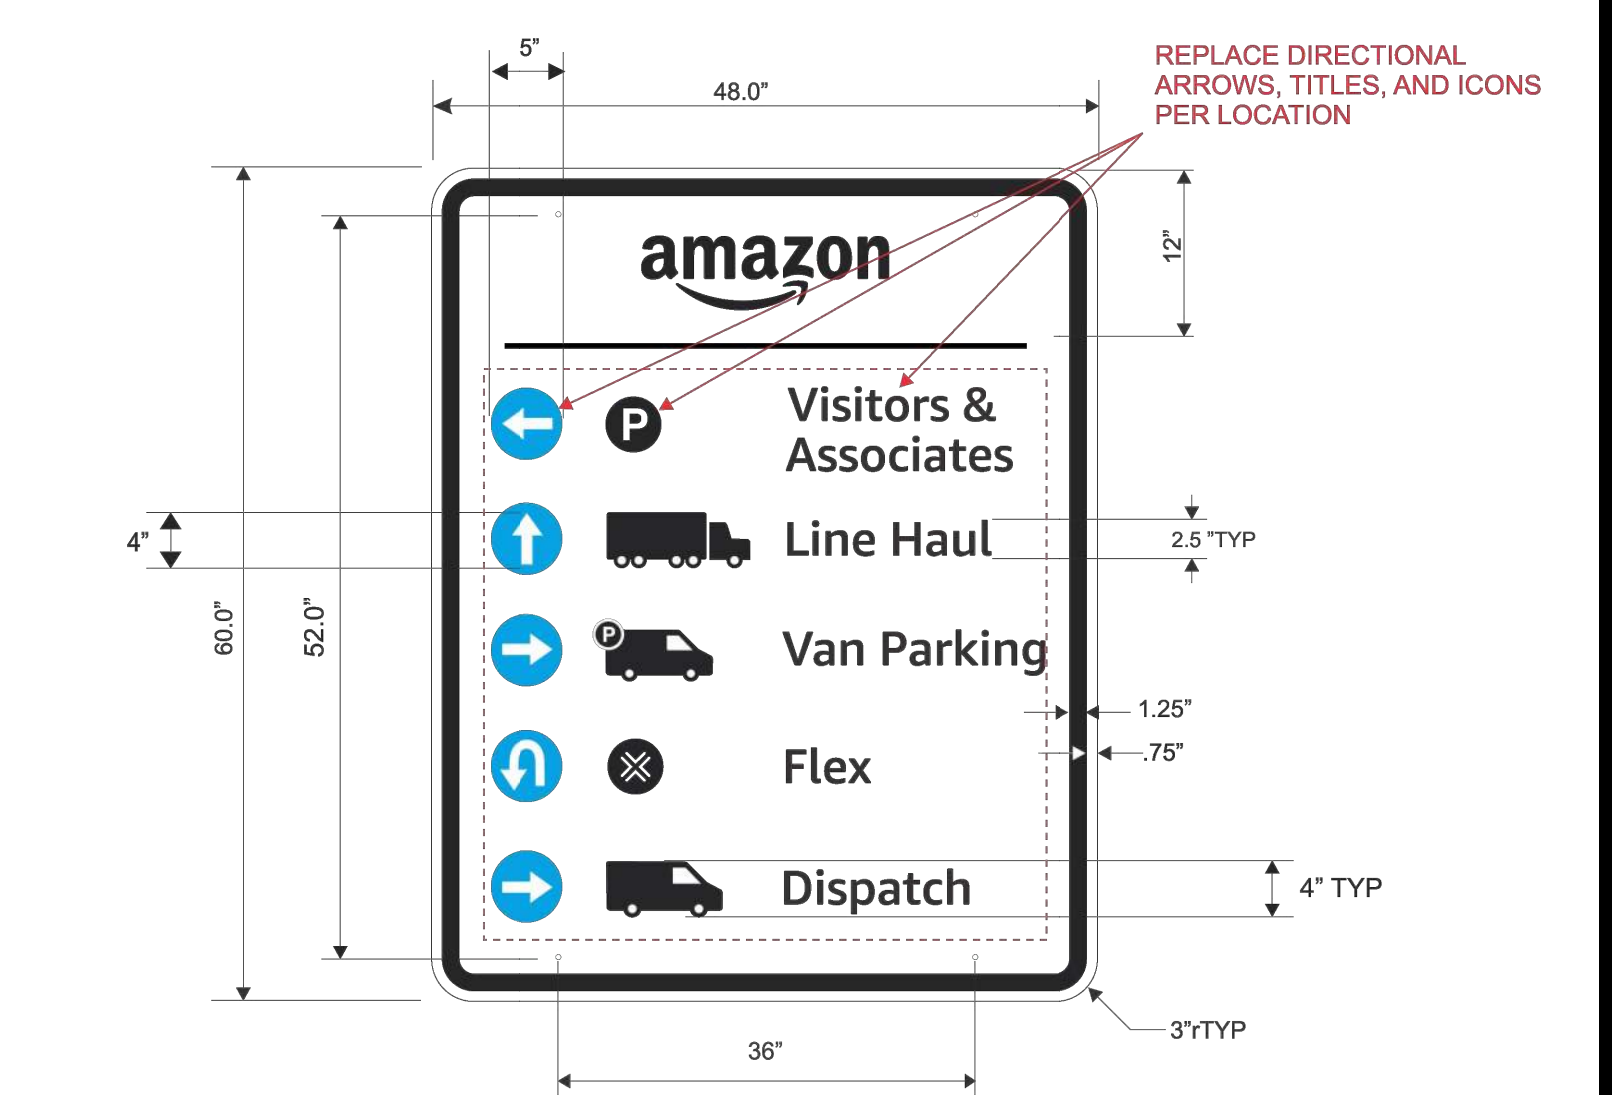 5”
48.0”
REPLACE DIRECTIONAL
ARROWS, TITLES, AND ICONS
PER LOCATION
12”
amazon
P
Visitors &
Associates
4”
Line Haul
2.5 ”TYP
60.0”
52.0”
P
Van Parking
1.25”
.75”
Flex
Dispatch
4” TYP
3”rTYP
36”